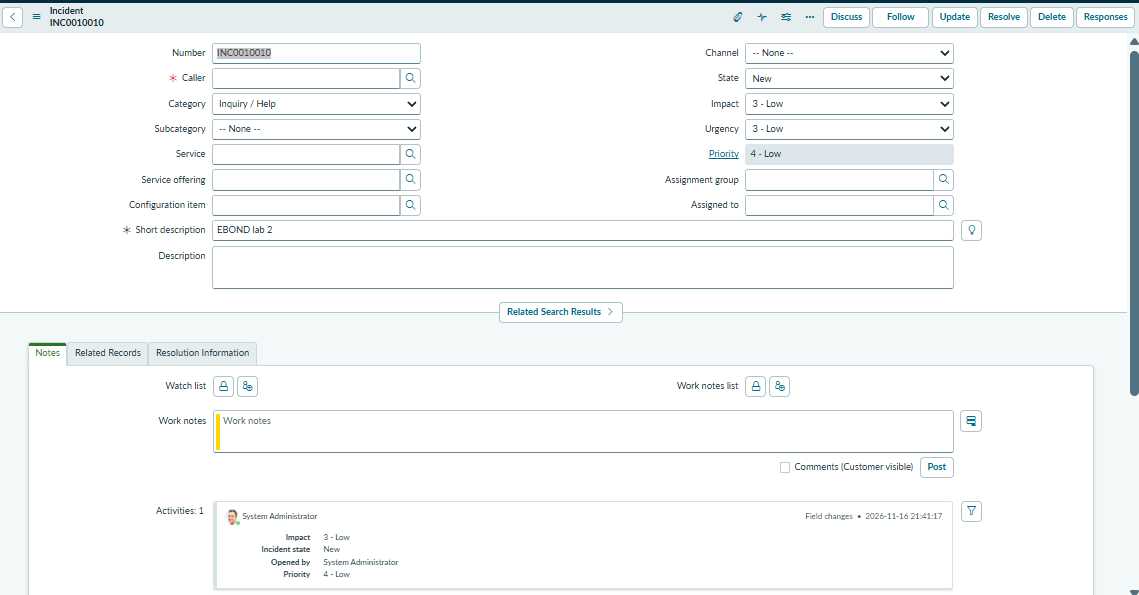 Incident
INC0010010
Discuss Follow Update Resolve Delete Responses
Number INC0010010
Channel -- None --
* Caller
State New
Category Inquiry / Help
Impact 3 - Low
Subcategory -- None --
Urgency 3 - Low
Service
Priority 4 - Low
Service offering
Assignment group
Configuration item
Assigned to
* Short description EBOND lab 2
Description
Related Search Results
Notes Related Records Resolution Information
Watch list
Work notes list
Work notes Work notes
Comments (Customer visible) Post
Activities: 1
System Administrator Field changes • 2026-11-16 21:41:17
Impact 3 - Low
Incident state New
Opened by System Administrator
Priority 4 - Low